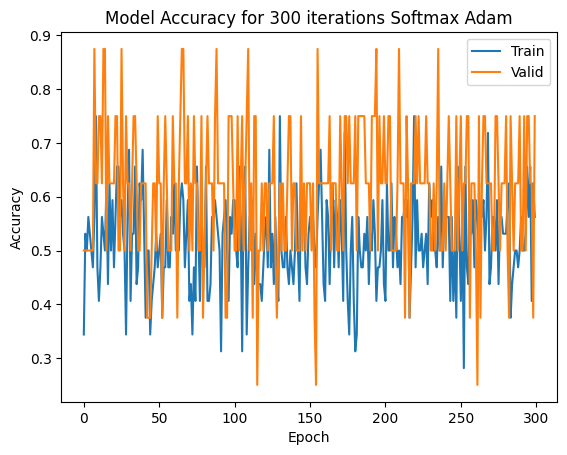 Model Accuracy for 300 iterations Softmax Adam
Train
Valid
Accuracy
0.9
0.8
0.7
0.6
0.5
0.4
0.3
0 50 100 150 200 250 300
Epoch